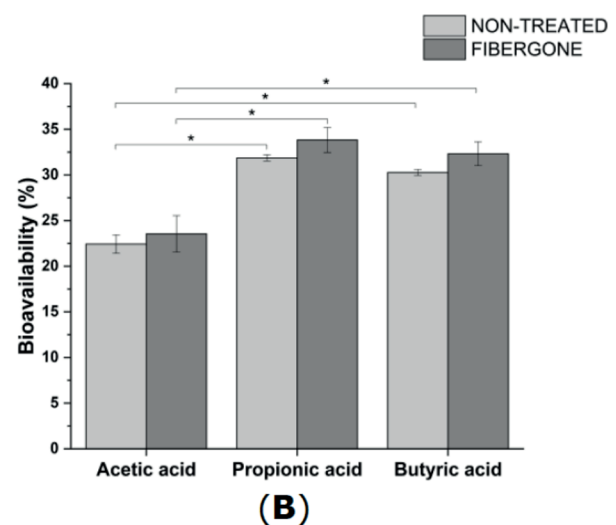 NON-TREATED
FIBERGONE
Bioavailability (%)
40
35
30
25
20
15
10
5
0
*
*
*
*
Acetic acid Propionic acid Butyric acid
(B)